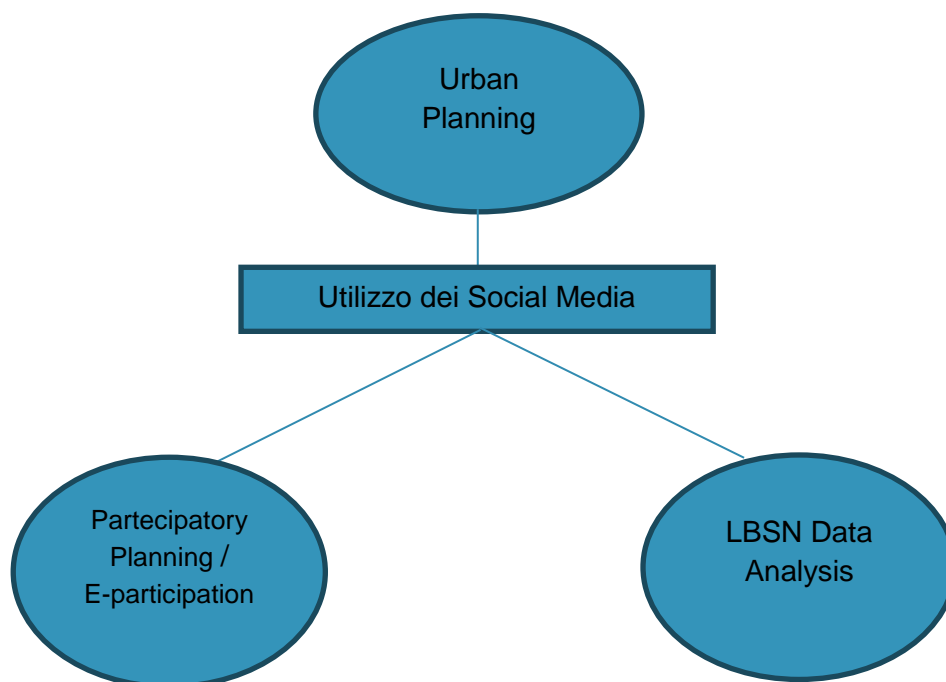 Urban
Planning
Utilizzo dei Social Media
Partecipatory
Planning /
E-participation
LBSN Data
Analysis